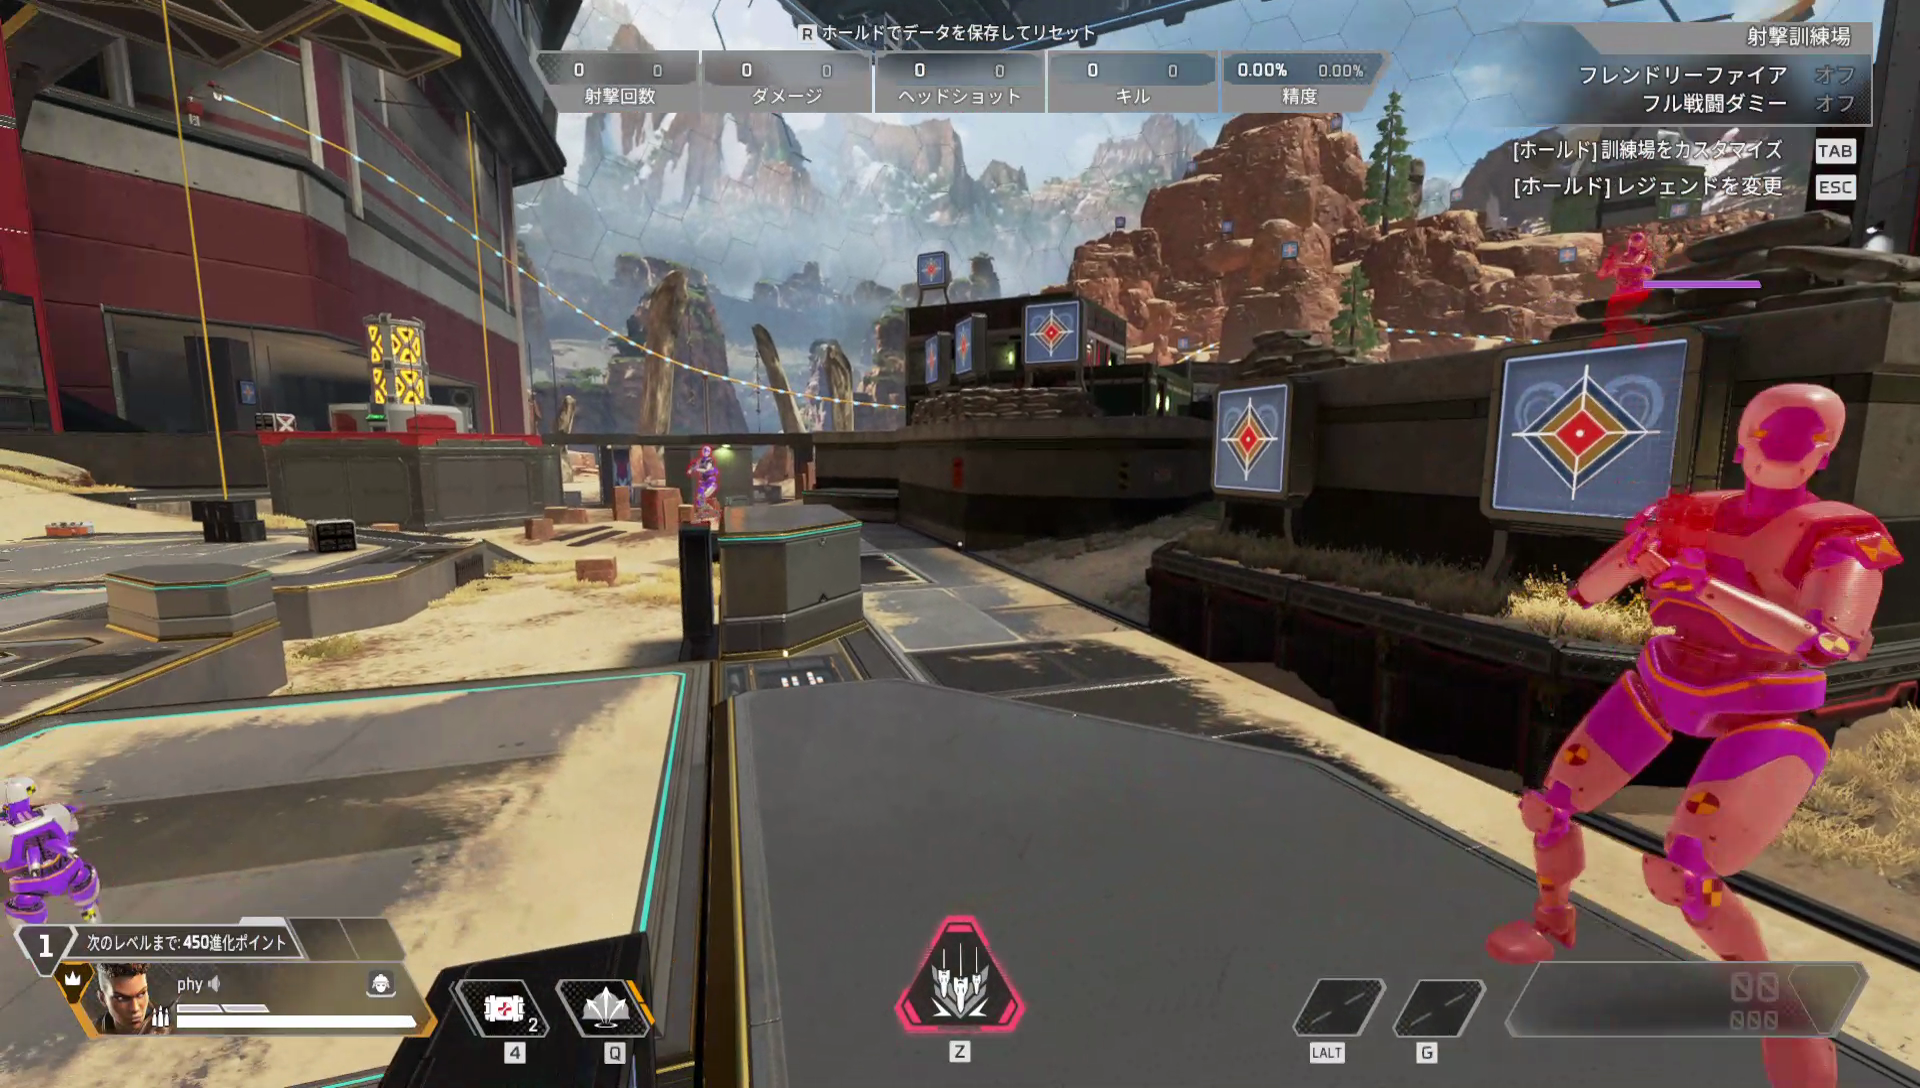 R ホールドでデータを保存してリセット
0 0 0 0 0 0 0 0 0.00% 0.00%
射撃回数 ダメージ ヘッドショット キル 精度
射撃訓練場
フレンドリーファイア オフ
フル戦闘ダミー オフ
[ホールド]訓練場をカスタマイズ TAB
[ホールド]レジェンドを変更 ESC
1 次のレベルまで:450進化ポイント
phy
2
00
000
4 Q Z LALT G